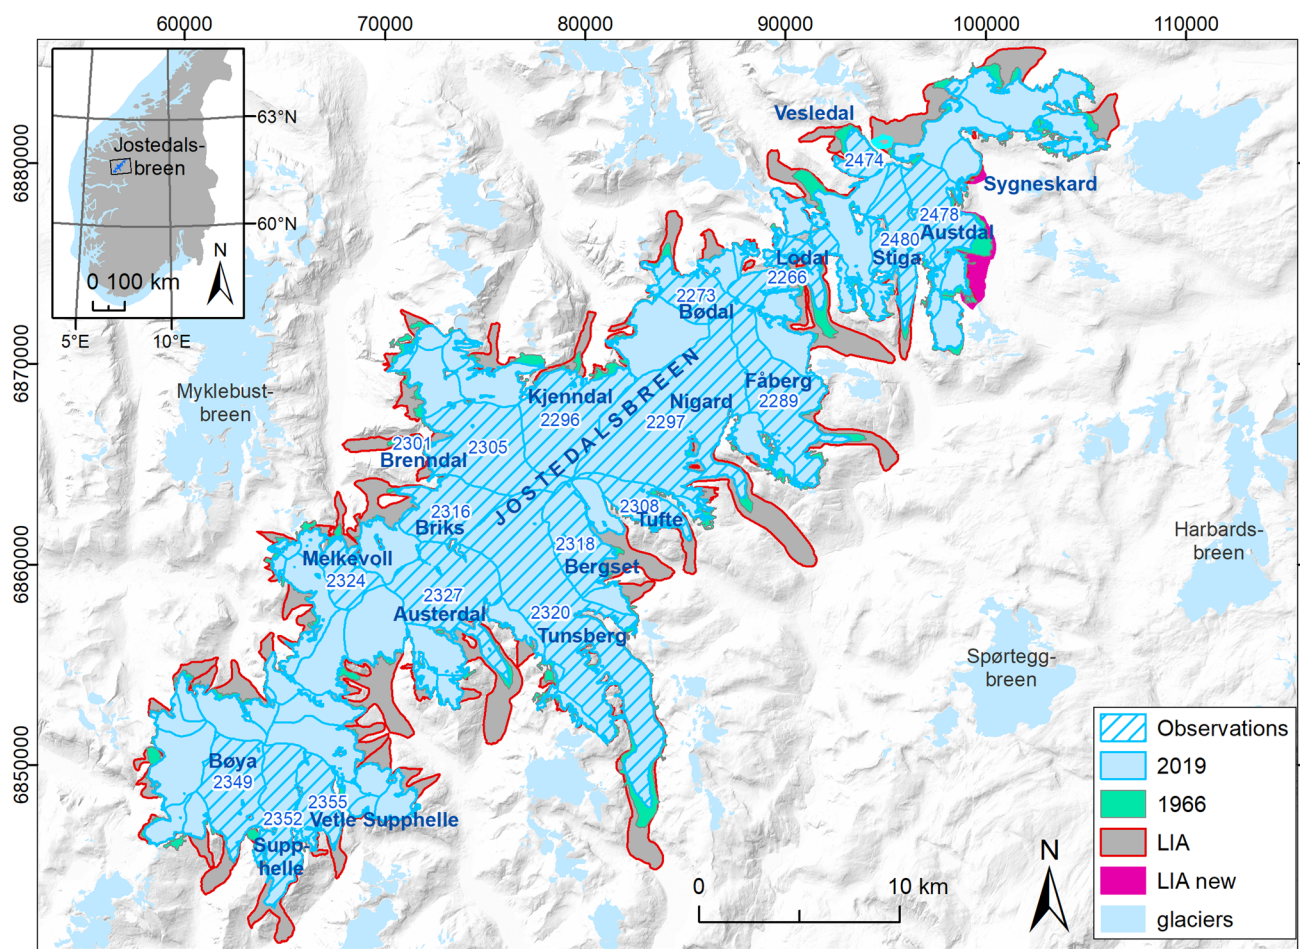 60000
70000
80000
90000
100000
110000
6880000
6870000
6860000
6850000
63°N
Jostedals-
breen
60°N
N
0 100 km
5°E
10°E
Vesledal
2474
Sygneskard
2478
Austdal
2480
Stiga
Lodal
2266
2273
Bødal
Myklebust-
breen
Kjenndal
2296
JOSTEDALSBREEN
Nigard
2297
Fåberg
2289
2301
Brenndal
2305
2316
Briks
2308
Tufte
2318
Bergset
Harbards-
breen
Melkevoll
2324
2327
Austerdal
2320
Tunsberg
Spørtegg-
breen
Bøya
2349
2355
2352
Vetle Supphelle
Supp-
helle
0
10 km
N
Observations
2019
1966
LIA
LIA new
glaciers